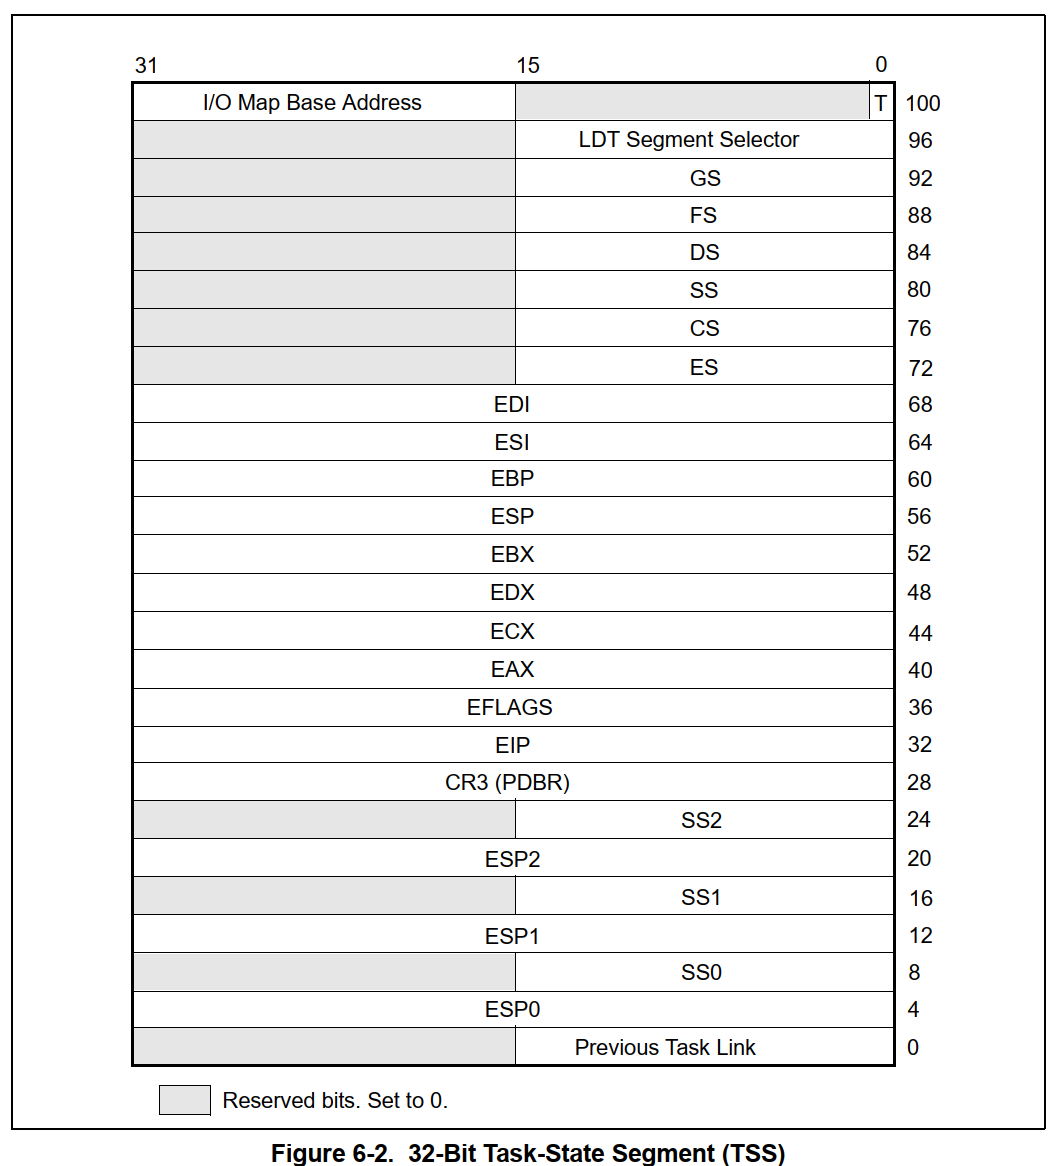 31 15 0
I/O Map Base Address T 100
LDT Segment Selector 96
GS 92
FS 88
DS 84
SS 80
CS 76
ES 72
EDI 68
ESI 64
EBP 60
ESP 56
EBX 52
EDX 48
ECX 44
EAX 40
EFLAGS 36
EIP 32
CR3 (PDBR) 28
SS2 24
ESP2 20
SS1 16
ESP1 12
SS0 8
ESP0 4
Previous Task Link 0
Reserved bits. Set to 0.
Figure 6-2. 32-Bit Task-State Segment (TSS)